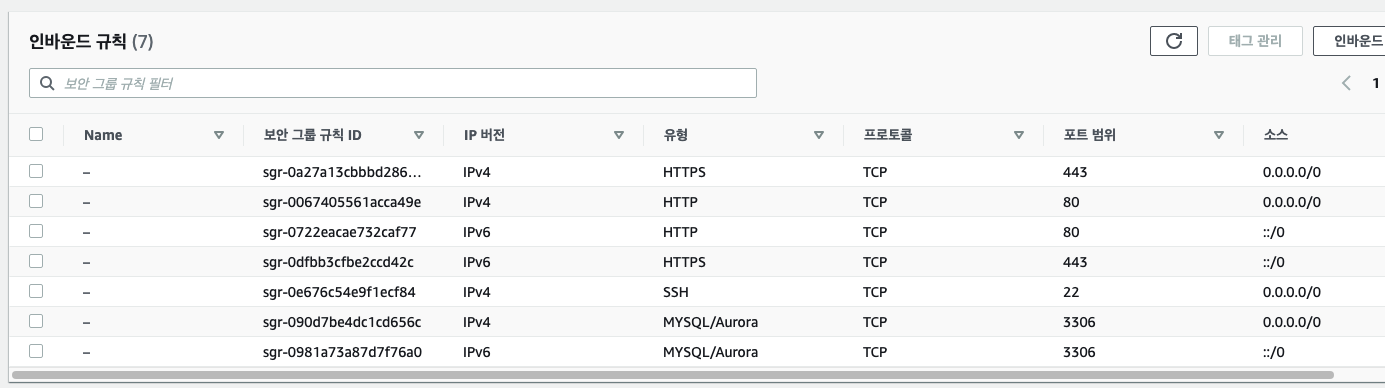 인바운드 규칙 (7)
태그 관리
인바운드
보안 그룹 규칙 필터
1
Name 보안 그룹 규칙 ID IP 버전 유형 프로토콜 포트 범위 소스
– sgr-0a27a13cbbbd286... IPv4 HTTPS TCP 443 0.0.0.0/0
– sgr-0067405561acca49e IPv4 HTTP TCP 80 0.0.0.0/0
– sgr-0722eacae732caf77 IPv6 HTTP TCP 80 ::/0
– sgr-0dfbb3cfbe2ccd42c IPv6 HTTPS TCP 443 ::/0
– sgr-0e676c54e9f1ecf84 IPv4 SSH TCP 22 0.0.0.0/0
– sgr-090d7be4dc1cd656c IPv4 MYSQL/Aurora TCP 3306 0.0.0.0/0
– sgr-0981a73a87d7f76a0 IPv6 MYSQL/Aurora TCP 3306 ::/0